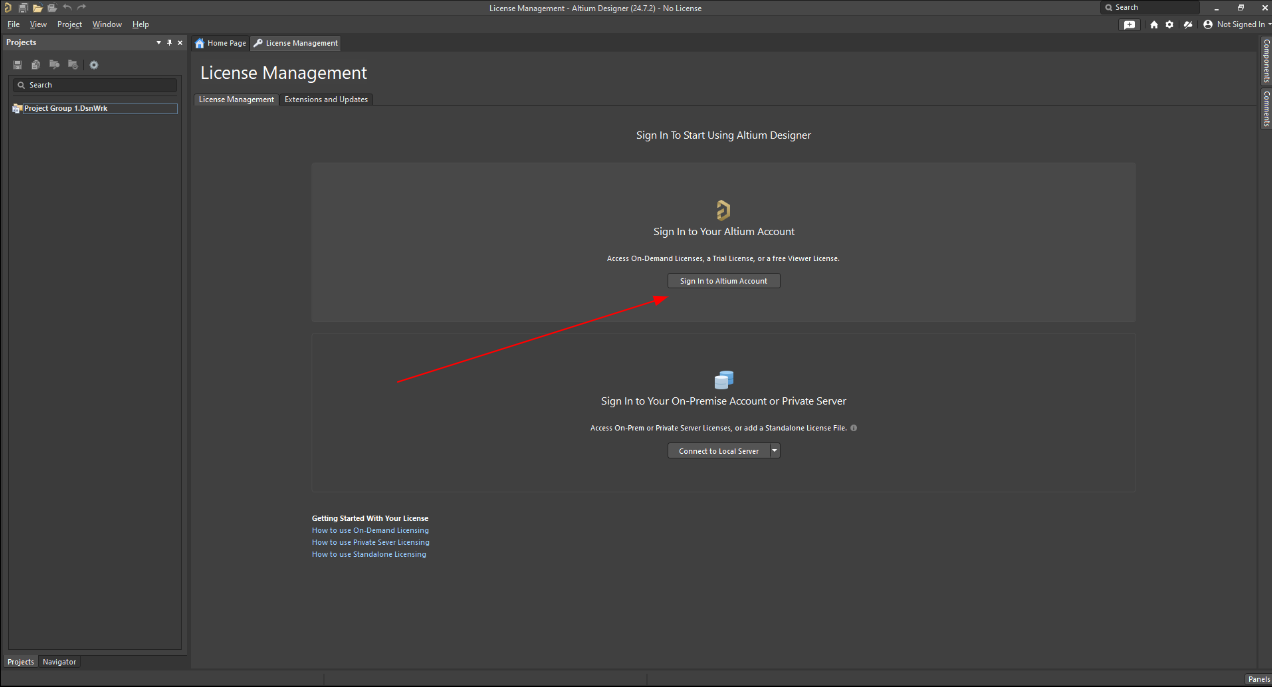 License Management - Altium Designer (24.7.2) - No License
Search
File View Project Window Help
Not Signed In
Projects
Home Page
License Management
Search
Project Group 1.DsnWrk
License Management
License Management
Extensions and Updates
Sign In To Start Using Altium Designer
Sign In to Your Altium Account
Access On-Demand Licenses, a Trial License, or a free Viewer License.
Sign In to Altium Account
Sign In to Your On-Premise Account or Private Server
Access On-Prem or Private Server Licenses, or add a Standalone License File.
Connect to Local Server
Getting Started With Your License
How to use On-Demand Licensing
How to use Private Sever Licensing
How to use Standalone Licensing
Components
Comments
Projects
Navigator
Panels